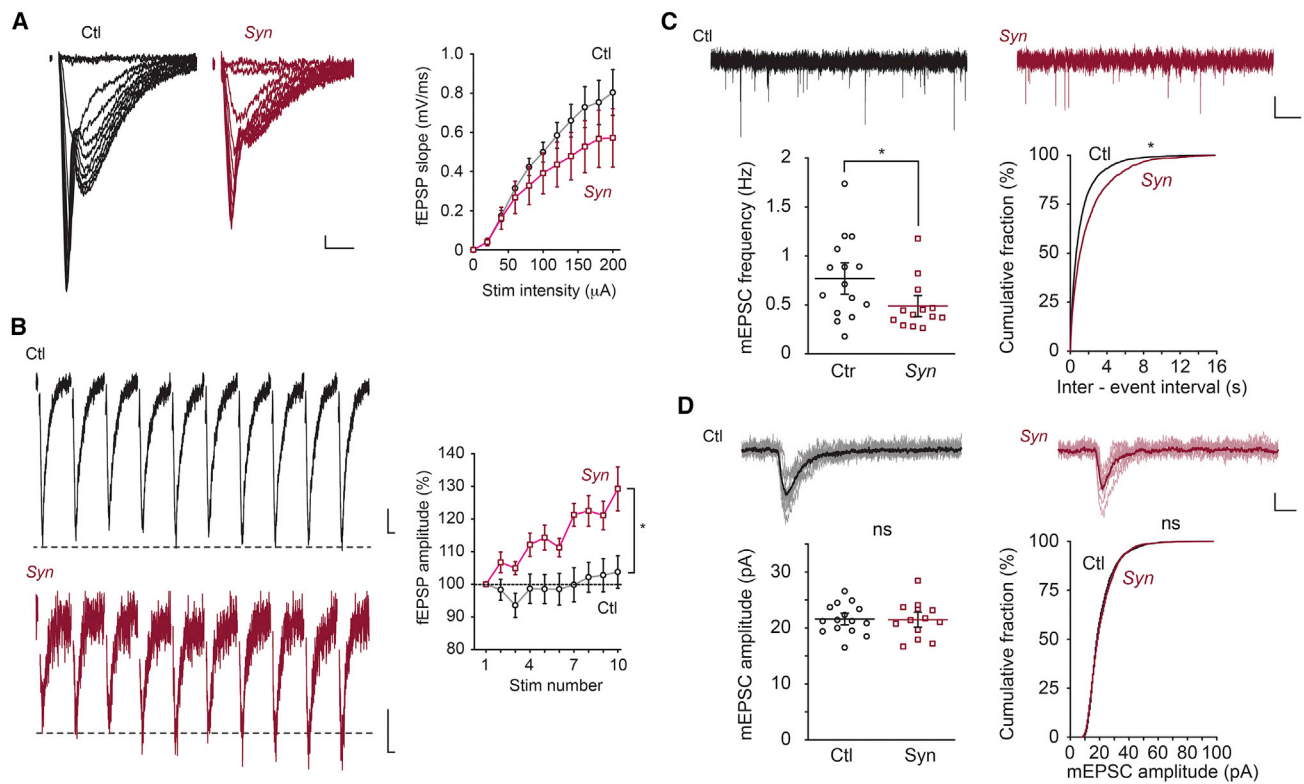 A
Ctl
Syn
1.0
0.8
0.6
0.4
0.2
0
fEPSP slope (mV/ms)
Ctl
Syn
0
50
100
150
200
Stim intensity (μA)
B
Ctl
Syn
140
130
120
110
100
90
80
fEPSP amplitude (%)
Syn
*
Ctl
1
4
7
10
Stim number
C
Ctl
Syn
2
1.5
1
0.5
0
mEPSC frequency (Hz)
*
Ctr
Syn
100
75
50
25
0
Cumulative fraction (%)
Ctl
*
Syn
0
4
8
12
16
Inter - event interval (s)
D
Ctl
Syn
ns
30
20
10
0
mEPSC amplitude (pA)
Ctl
Syn
ns
100
75
50
25
0
Cumulative fraction (%)
Ctl
Syn
0
20
40
60
80
100
mEPSC amplitude (pA)